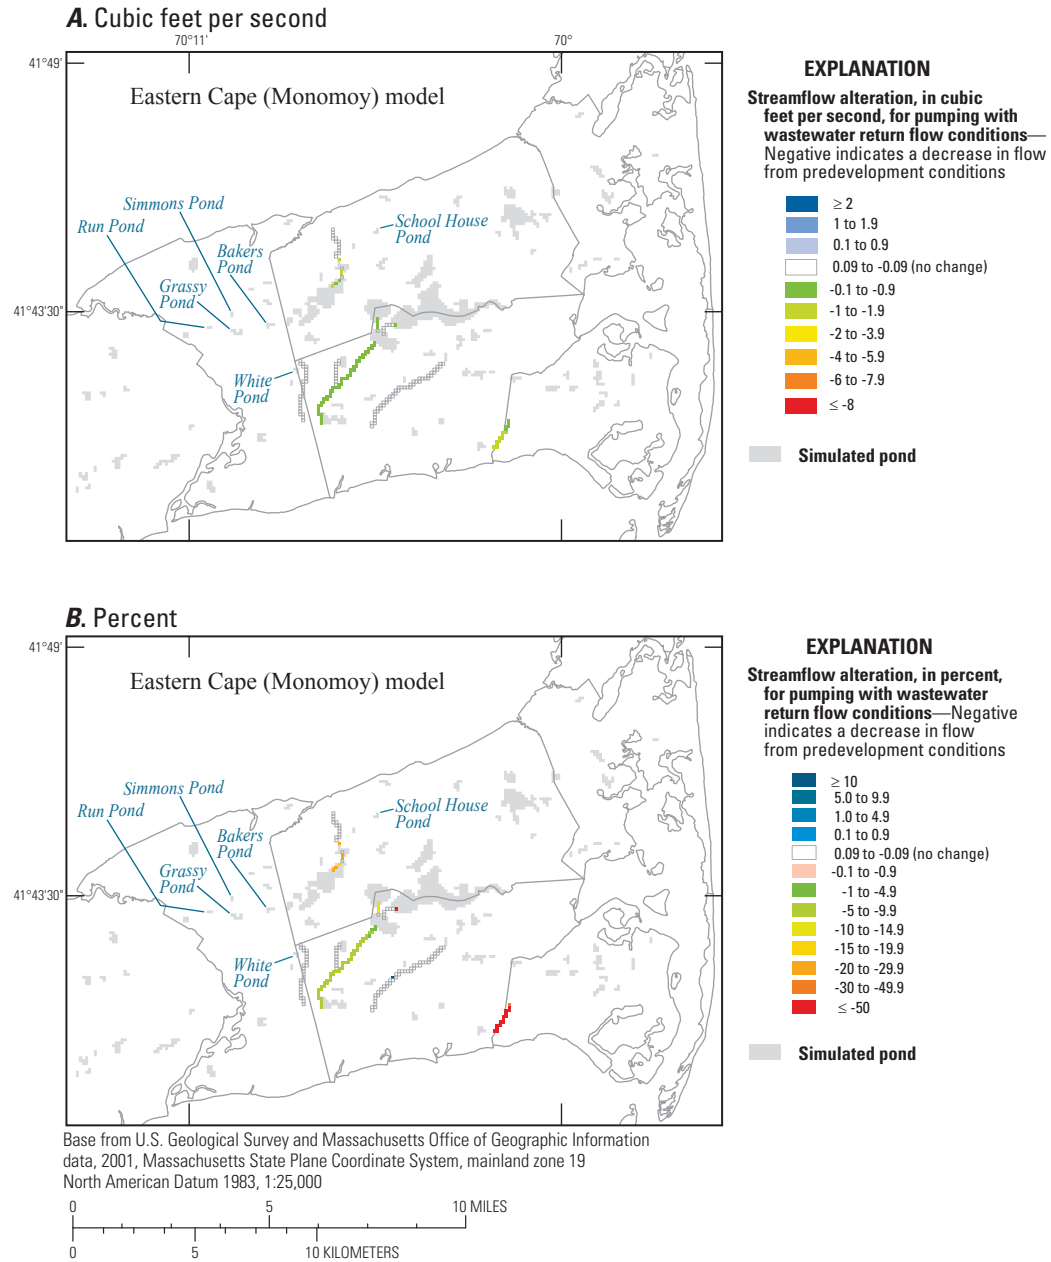 A. Cubic feet per second
70°11'
70°
41°49'
Eastern Cape (Monomoy) model
Simmons Pond
Run Pond
School House
Pond
Bakers
Pond
Grassy
Pond
41°43'30"
White
Pond
EXPLANATION
Streamflow alteration, in cubic
feet per second, for pumping with
wastewater return flow conditions—
Negative indicates a decrease in flow
from predevelopment conditions
≥ 2
1 to 1.9
0.1 to 0.9
0.09 to -0.09 (no change)
-0.1 to -0.9
-1 to -1.9
-2 to -3.9
-4 to -5.9
-6 to -7.9
≤ -8
Simulated pond
B. Percent
41°49'
Eastern Cape (Monomoy) model
Simmons Pond
Run Pond
School House
Pond
Bakers
Pond
Grassy
Pond
41°43'30"
White
Pond
EXPLANATION
Streamflow alteration, in percent,
for pumping with wastewater
return flow conditions—Negative
indicates a decrease in flow
from predevelopment conditions
≥ 10
5.0 to 9.9
1.0 to 4.9
0.1 to 0.9
0.09 to -0.09 (no change)
-0.1 to -0.9
-1 to -4.9
-5 to -9.9
-10 to -14.9
-15 to -19.9
-20 to -29.9
-30 to -49.9
≤ -50
Simulated pond
Base from U.S. Geological Survey and Massachusetts Office of Geographic Information
data, 2001, Massachusetts State Plane Coordinate System, mainland zone 19
North American Datum 1983, 1:25,000
0 5 10 MILES
0 5 10 KILOMETERS